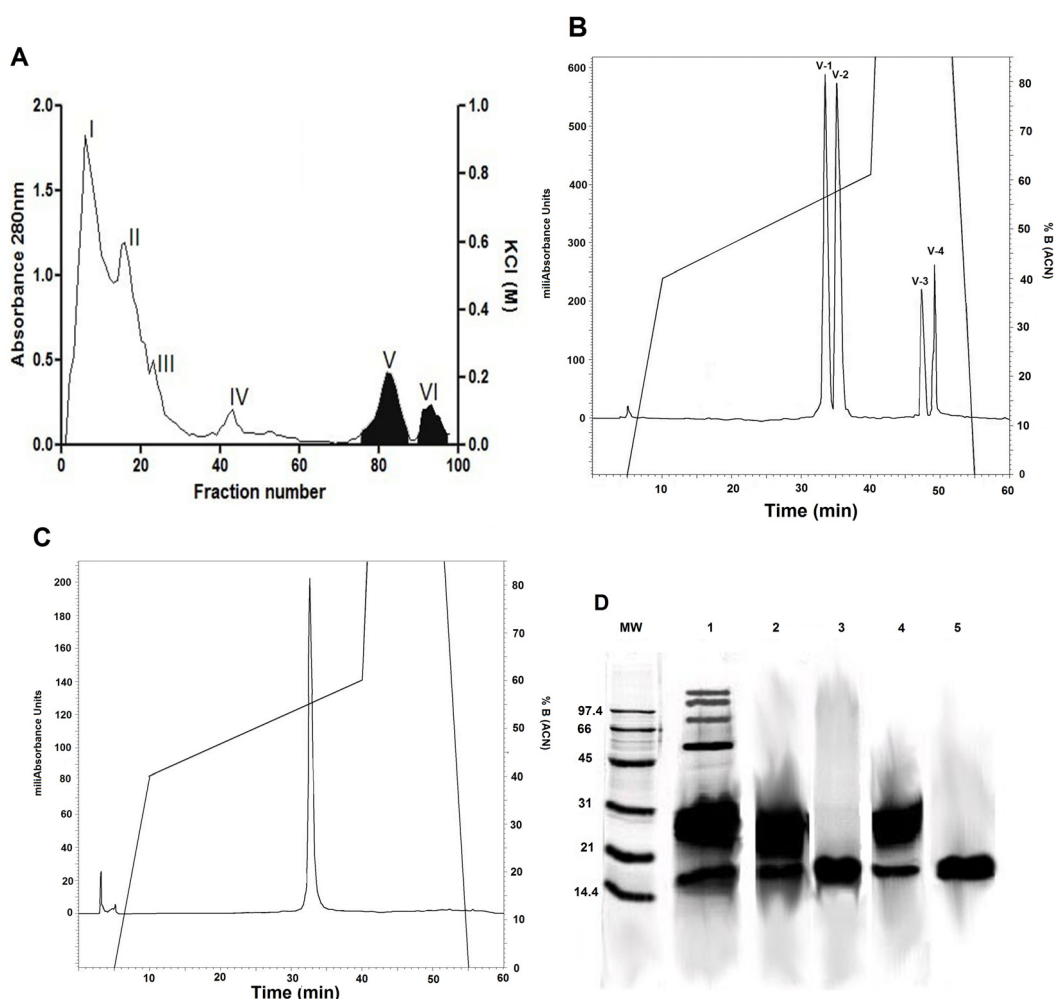 A
2.0
1.5
1.0
0.5
0.0
Absorbance 280nm
I
II
III
IV
V
VI
1.0
0.8
0.6
0.4
0.2
0.0
KCl (M)
0 20 40 60 80 100
Fraction number
B
600
500
400
300
200
100
0
miliAbsorbance Units
V-1
V-2
V-3
V-4
80
70
60
50
40
30
20
10
0
% B (ACN)
10 20 30 40 50 60
Time (min)
C
200
180
160
140
120
100
80
60
40
20
0
miliAbsorbance Units
80
70
60
50
40
30
20
10
0
% B (ACN)
10 20 30 40 50 60
Time (min)
D
MW 1 2 3 4 5
97.4
66
45
31
21
14.4